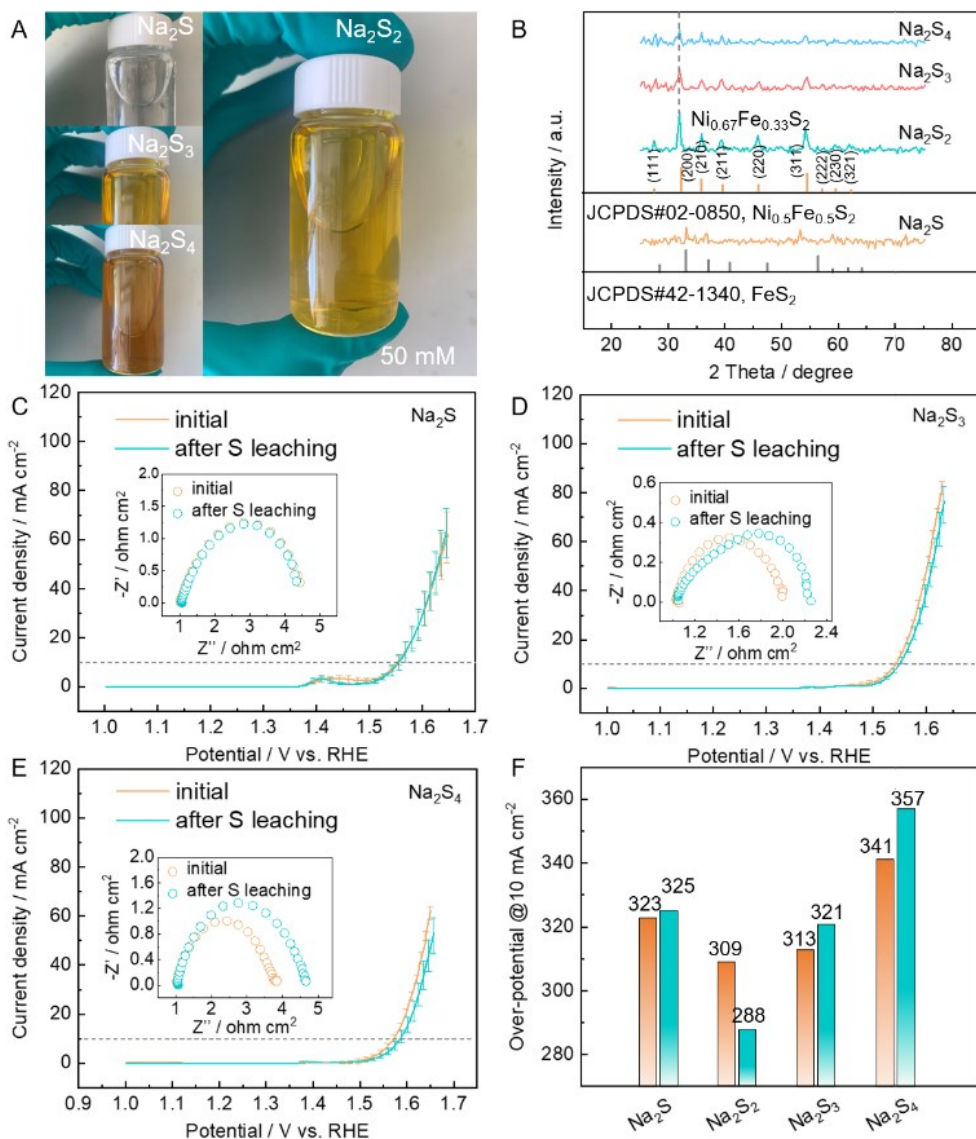 A
Na₂S
Na₂S₂
Na₂S₃
Na₂S₄
50 mM
B
Na₂S₄
Na₂S₃
Ni₀.₆₇Fe₀.₃₃S₂
Na₂S₂
(111)
(200)
(210)
(211)
(220)
(311)
(222)
(230)
(321)
JCPDS#02-0850, Ni₀.₅Fe₀.₅S₂
Na₂S
JCPDS#42-1340, FeS₂
Intensity / a.u.
20 30 40 50 60 70 80
2 Theta / degree
C
Na₂S
initial
after S leaching
120
100
80
60
40
20
0
Current density / mA cm⁻²
1.0 1.1 1.2 1.3 1.4 1.5 1.6 1.7
Potential / V vs. RHE
initial
after S leaching
2.0
1.6
1.2
0.8
0.4
0.0
-Z' / ohm cm²
0 1 2 3 4 5
Z'' / ohm cm²
D
Na₂S₃
initial
after S leaching
120
100
80
60
40
20
0
Current density / mA cm⁻²
1.0 1.1 1.2 1.3 1.4 1.5 1.6
Potential / V vs. RHE
initial
after S leaching
0.6
0.4
0.2
0.0
-Z' / ohm cm²
1.2 1.6 2.0 2.4
Z'' / ohm cm²
E
Na₂S₄
initial
after S leaching
120
100
80
60
40
20
0
Current density / mA cm⁻²
0.9 1.0 1.1 1.2 1.3 1.4 1.5 1.6 1.7
Potential / V vs. RHE
initial
after S leaching
2.0
1.6
1.2
0.8
0.4
0.0
-Z' / ohm cm²
1 2 3 4 5
Z'' / ohm cm²
F
360
340
320
300
280
Over-potential @10 mA cm⁻²
323
325
309
288
313
321
341
357
Na₂S
Na₂S₂
Na₂S₃
Na₂S₄